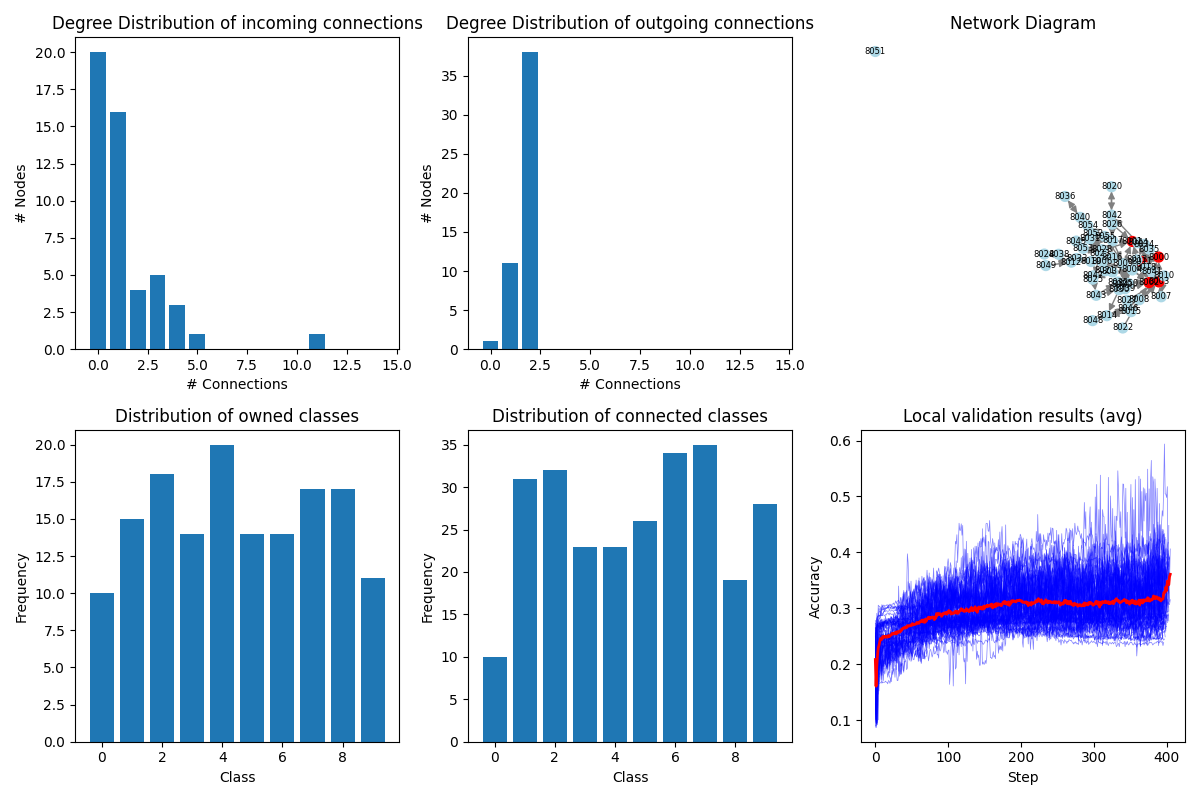 Degree Distribution of incoming connections
20.0
17.5
15.0
12.5
10.0
7.5
5.0
2.5
0.0
# Nodes
0.0 2.5 5.0 7.5 10.0 12.5 15.0
# Connections
Degree Distribution of outgoing connections
35
30
25
20
15
10
5
0
# Nodes
0.0 2.5 5.0 7.5 10.0 12.5 15.0
# Connections
Network Diagram
8051
8020
8036
8042
8040
8026
8054
8035
8049
8012
8010
8043
8008
8007
8014
8015
8048
8022
Distribution of owned classes
20.0
17.5
15.0
12.5
10.0
7.5
5.0
2.5
0.0
Frequency
0 2 4 6 8
Class
Distribution of connected classes
35
30
25
20
15
10
5
0
Frequency
0 2 4 6 8
Class
Local validation results (avg)
0.6
0.5
0.4
0.3
0.2
0.1
Accuracy
0 100 200 300 400
Step